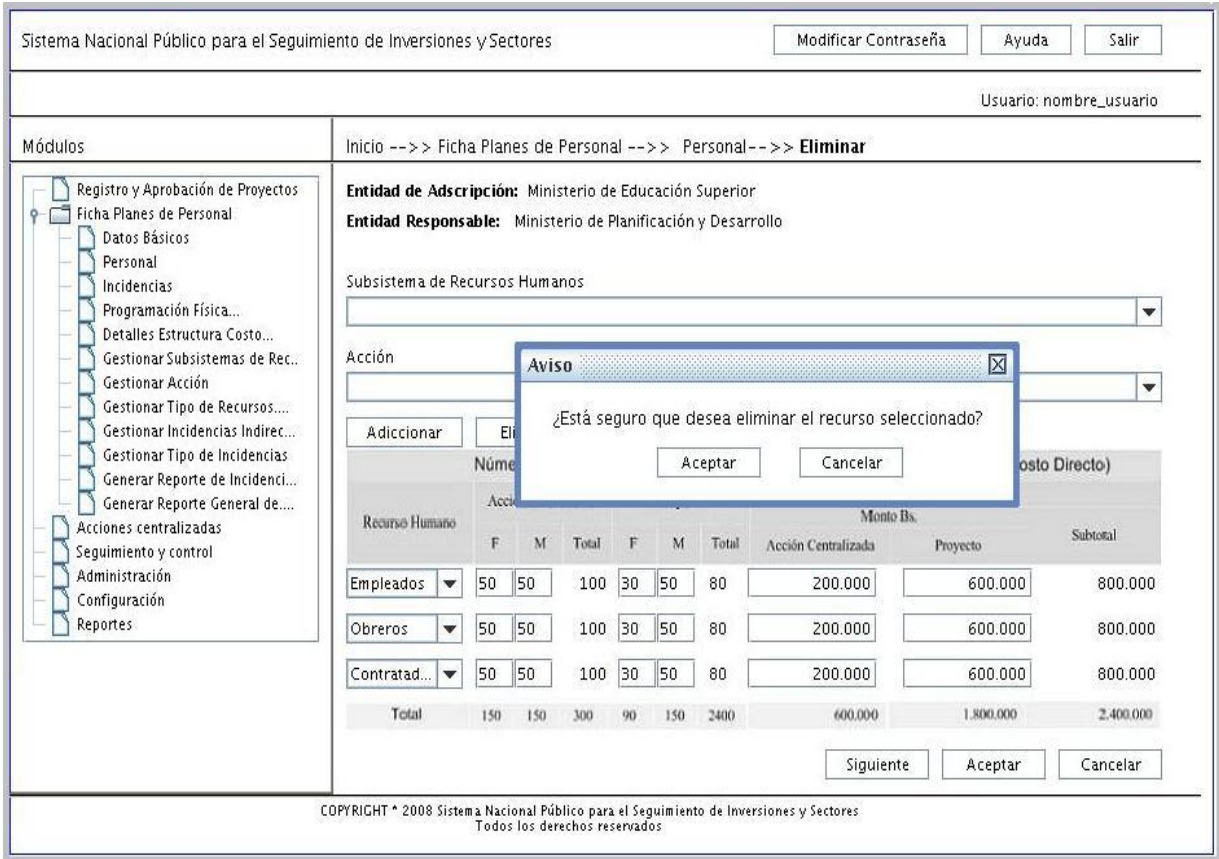 Sistema Nacional Público para el Seguimiento de Inversiones y Sectores
Modificar Contraseña Ayuda Salir
Usuario: nombre_usuario
Módulos
Registro y Aprobación de Proyectos
Ficha Planes de Personal
Datos Básicos
Personal
Incidencias
Programación Física...
Detalles Estructura Costo...
Gestionar Subsistemas de Rec..
Gestionar Acción
Gestionar Tipo de Recursos....
Gestionar Incidencias Indirec...
Gestionar Tipo de Incidencias
Generar Reporte de Incidenci...
Generar Reporte General de....
Acciones centralizadas
Seguimiento y control
Administración
Configuración
Reportes
Inicio -->> Ficha Planes de Personal -->> Personal-->> Eliminar
Entidad de Adscripción: Ministerio de Educación Superior
Entidad Responsable: Ministerio de Planificación y Desarrollo
Subsistema de Recursos Humanos
Acción
Aviso
¿Está seguro que desea eliminar el recurso seleccionado?
Aceptar Cancelar
Adiccionar Eli
Núme osto Directo)
Acci
Monto Bs.
Recurso Humano F M Total F M Total Acción Centralizada Proyecto Subtotal
Empleados 50 50 100 30 50 80 200.000 600.000 800.000
Obreros 50 50 100 30 50 80 200.000 600.000 800.000
Contratad... 50 50 100 30 50 80 200.000 600.000 800.000
Total 150 150 300 90 150 2400 600.000 1.800.000 2.400.000
Siguiente Aceptar Cancelar
COPYRIGHT * 2008 Sistema Nacional Público para el Seguimiento de Inversiones y Sectores
Todos los derechos reservados